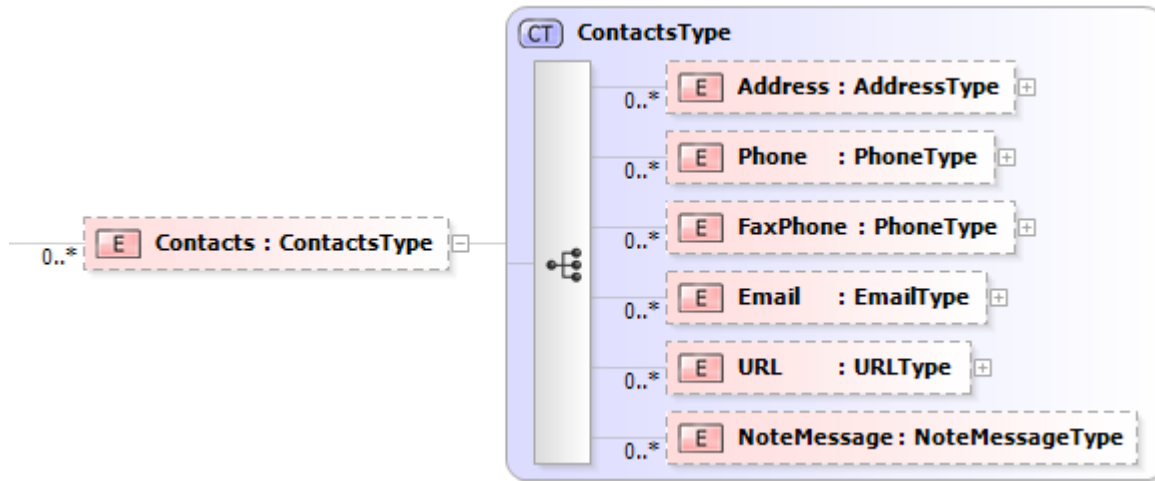 CT ContactsType
E Address : AddressType
0..*
E Phone : PhoneType
0..*
E FaxPhone : PhoneType
0..*
E Contacts : ContactsType
0..*
E Email : EmailType
0..*
E URL : URLType
0..*
E NoteMessage : NoteMessageType
0..*